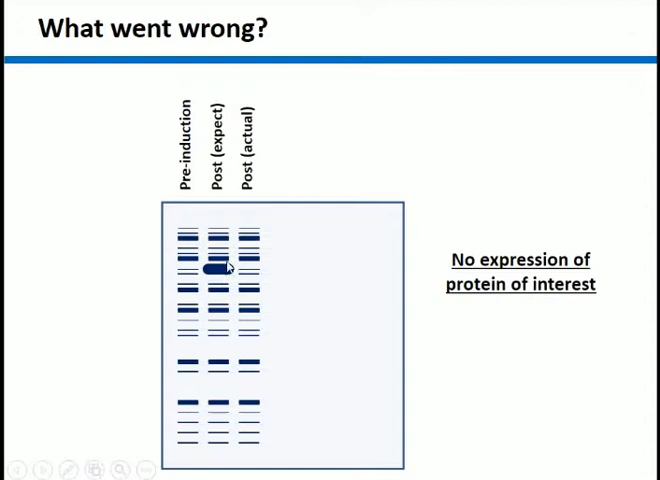 What went wrong?
Pre-induction
Post (expect)
Post (actual)
No expression of
protein of interest